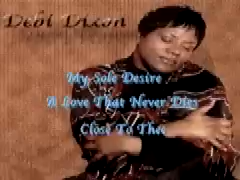 Debi Dixon
My Sole Desire
A Love That Never Dies
Close To Thee